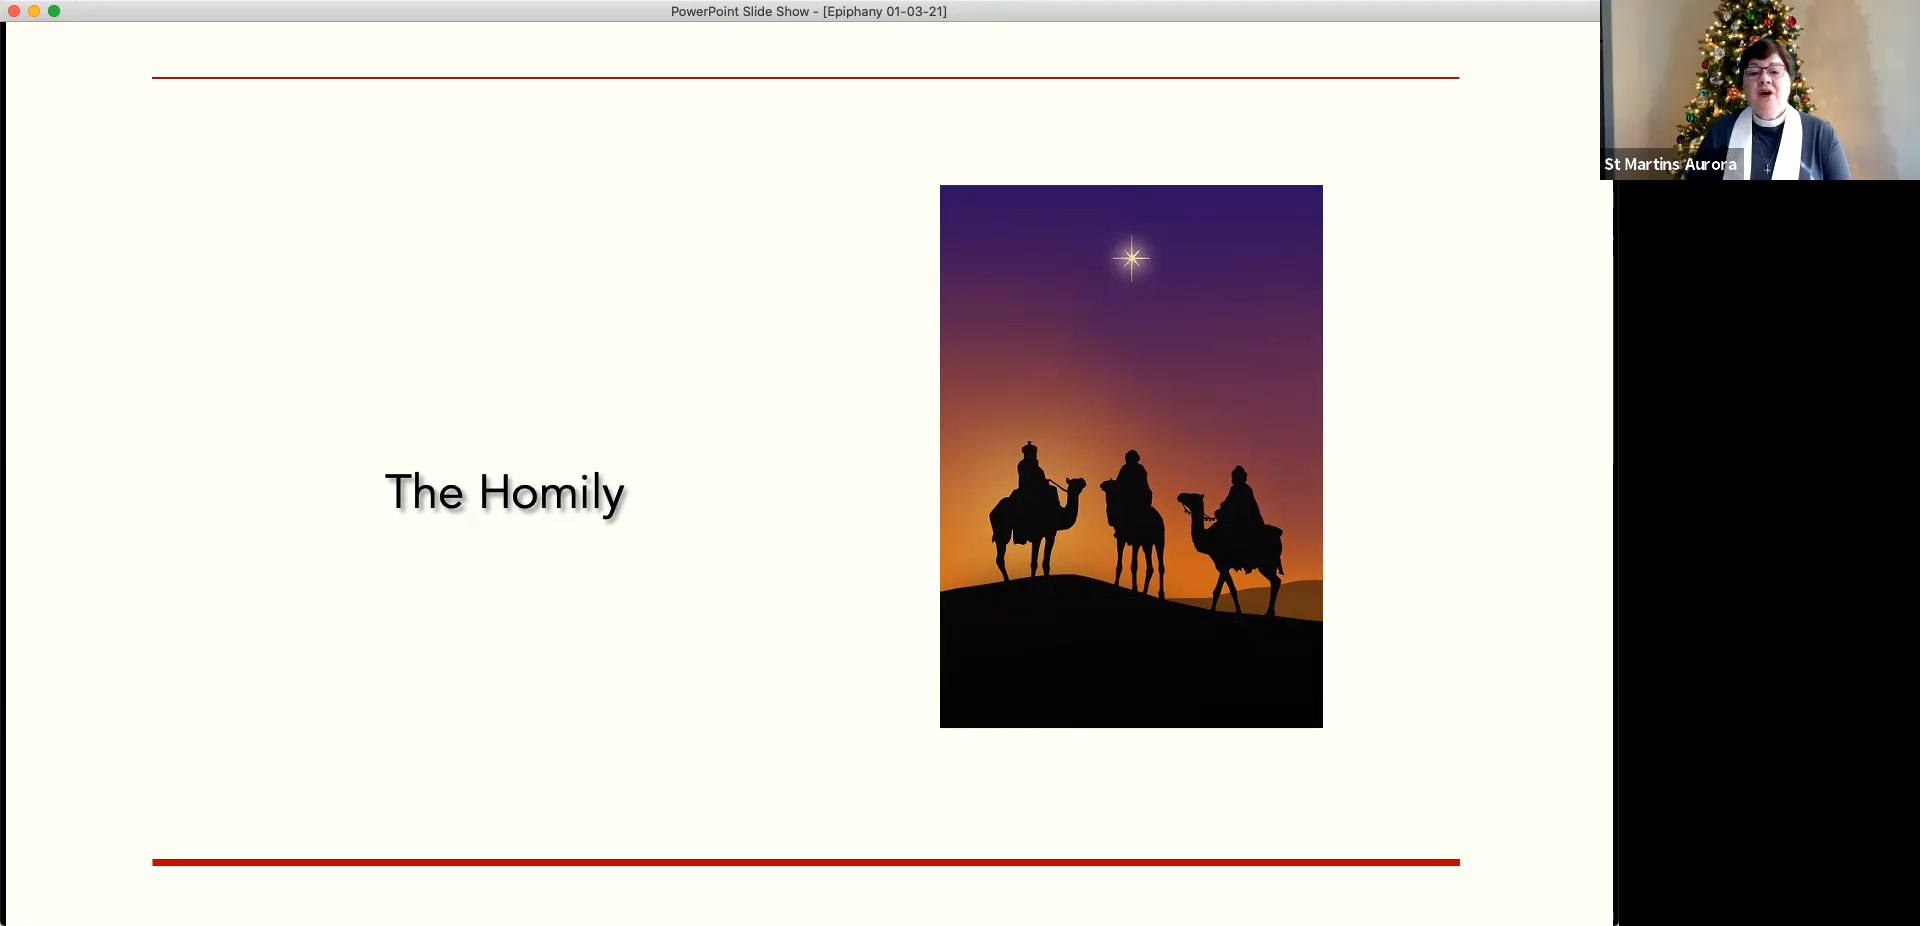 PowerPoint Slide Show - [Epiphany 01-03-21]
St Martins Aurora
The Homily